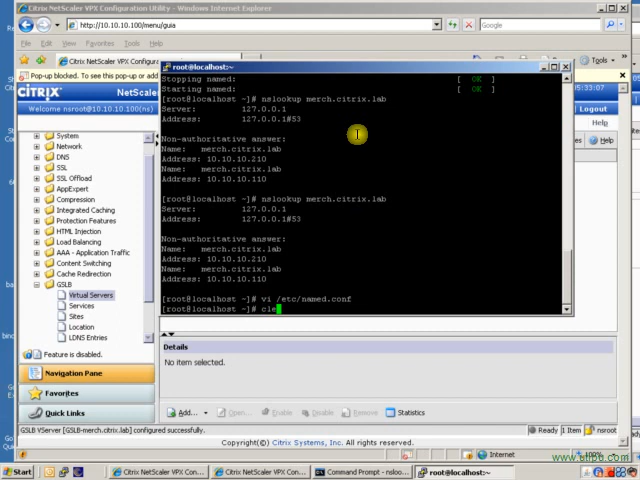 Citrix NetScaler VPX Configuration Utility - Windows Internet Explorer
http://10.10.10.100/menu/guia
Google
File Edit View Favorites Tools Help
Citrix NetScaler VPX Configura
Tools
Pop-up blocked. To see this pop-up or add
CITRIX NetScale
05:33:07
Welcome nsroot@10.10.10.100(ns)
Logout
Help
Help
System
Network
DNS
SSL
SSL Offload
AppExpert
Compression
Integrated Caching
Protection Features
HTML Injection
Load Balancing
AAA - Application Traffic
Content Switching
Cache Redirection
GSLB
Virtual Servers
Services
Sites
Location
LDNS Entries
Feature is disabled.
Navigation Pane
Favorites
Quick Links
root@localhost:~
Stopping named: [ OK ]
Starting named: [ OK ]
[root@localhost ~]# nslookup merch.citrix.lab
Server: 127.0.0.1
Address: 127.0.0.1#53
Non-authoritative answer:
Name: merch.citrix.lab
Address: 10.10.10.210
Name: merch.citrix.lab
Address: 10.10.10.110
[root@localhost ~]# nslookup merch.citrix.lab
Server: 127.0.0.1
Address: 127.0.0.1#53
Non-authoritative answer:
Name: merch.citrix.lab
Address: 10.10.10.210
Name: merch.citrix.lab
Address: 10.10.10.110
[root@localhost ~]# vi /etc/named.conf
[root@localhost ~]# cle
Details
No item selected.
Add... Open... Enable Disable Remove Statistics
GSLB VServer [GSLB-merch.citrix.lab] configured successfully. Ready 1 Item nsroot
Copyright(©) Citrix Systems, Inc. All rights reserved.
Internet 100%
www.utipu.com
Start Citrix NetScaler VPX Con... Citrix NetScaler VPX Con... Command Prompt - nsloo... root@localhost:~